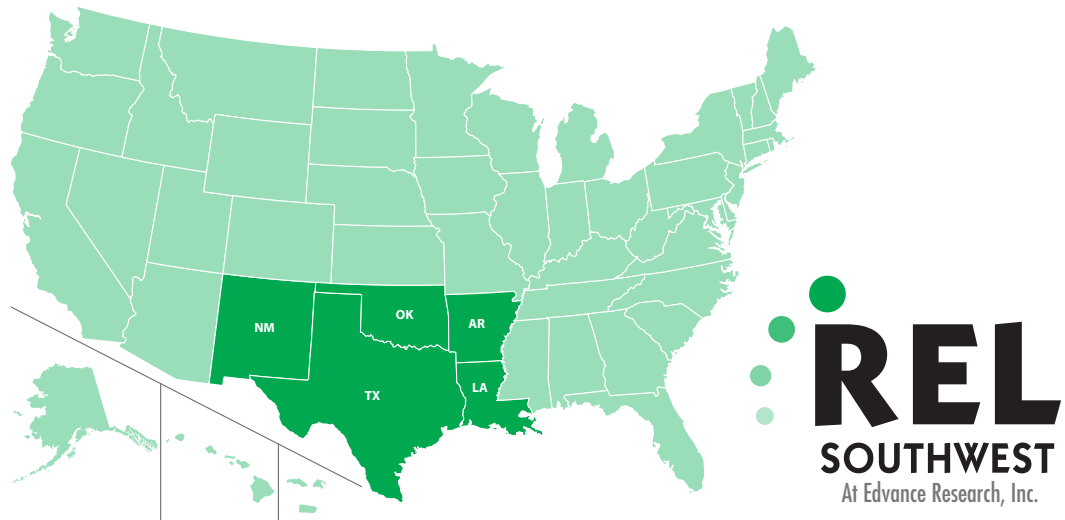 NM
OK
AR
TX
LA
REL
SOUTHWEST
At Edvance Research, Inc.